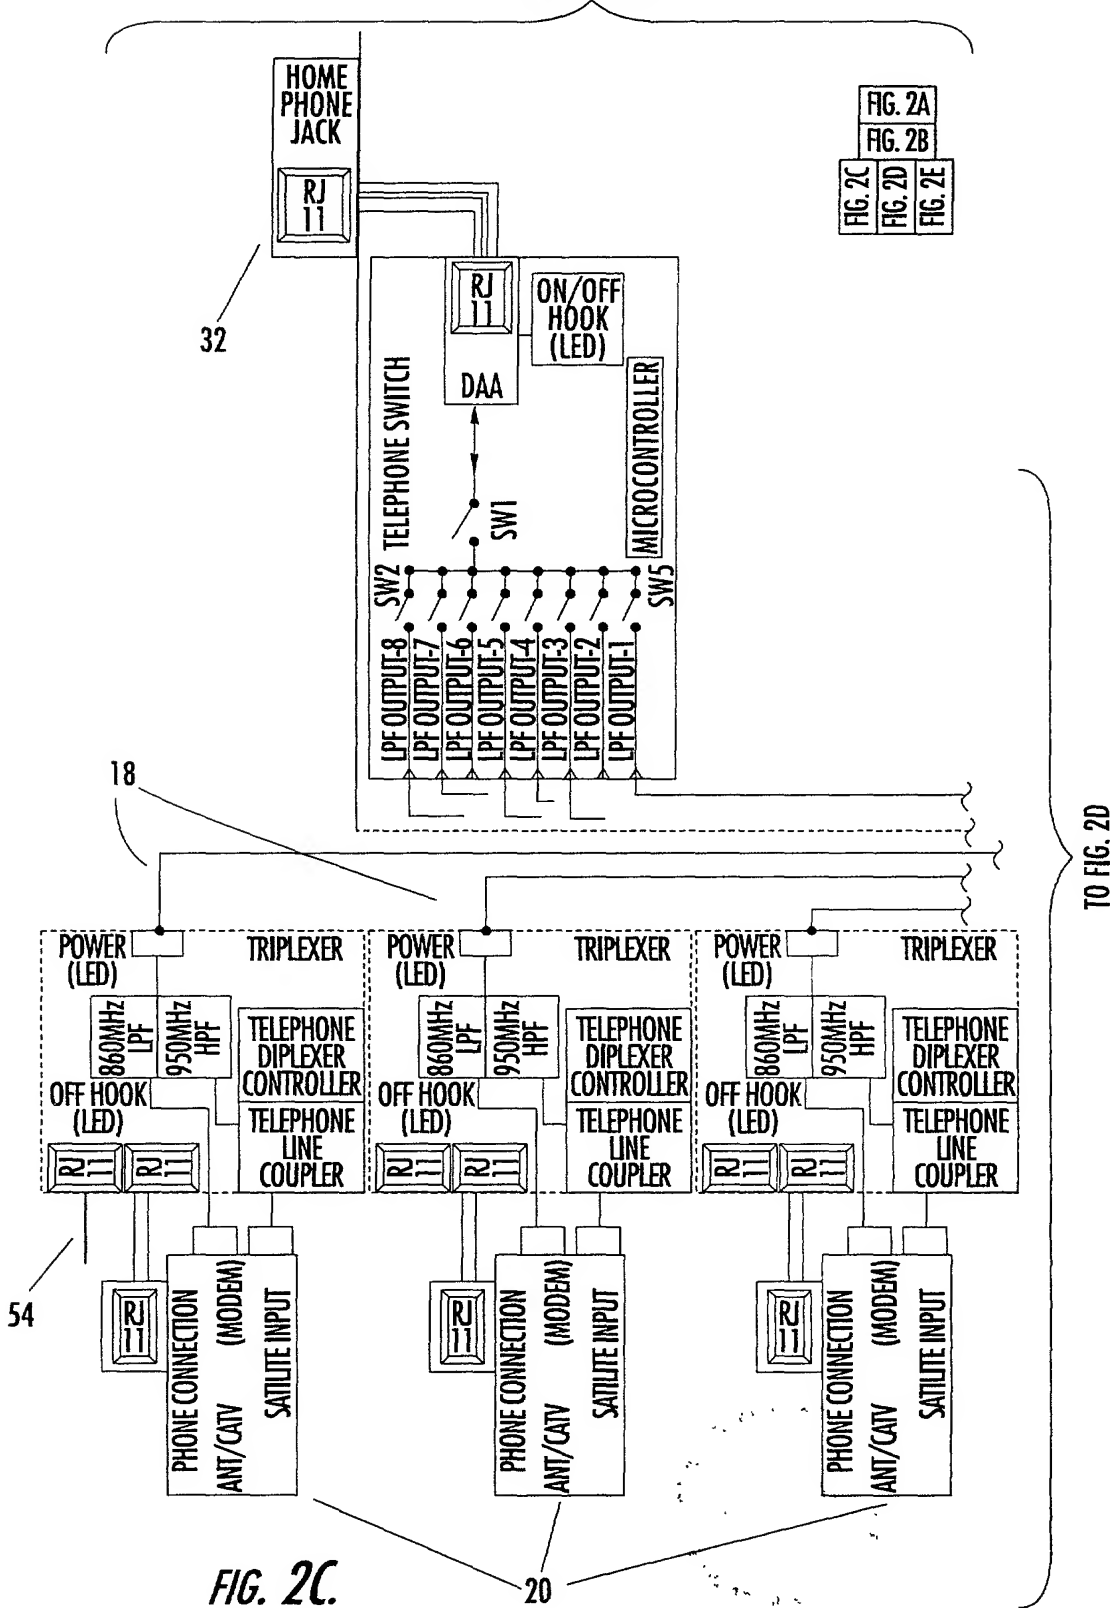 HOME
PHONE
JACK
RJ
11
32
FIG. 2A
FIG. 2B
FIG. 2C
FIG. 2D
FIG. 2E
RJ
11
ON/OFF
HOOK
(LED)
DAA
TELEPHONE SWITCH
MICROCONTROLLER
SW1
SW2
SW5
LPF OUTPUT-8
LPF OUTPUT-7
LPF OUTPUT-6
LPF OUTPUT-5
LPF OUTPUT-4
LPF OUTPUT-3
LPF OUTPUT-2
LPF OUTPUT-1
18
TO FIG. 2D
POWER
(LED)
TRIPLEXER
860MHz
LPF
950MHz
HPF
TELEPHONE
DIPLEXER
CONTROLLER
OFF HOOK
(LED)
TELEPHONE
LINE
COUPLER
RJ
11
RJ
11
POWER
(LED)
TRIPLEXER
860MHz
LPF
950MHz
HPF
TELEPHONE
DIPLEXER
CONTROLLER
OFF HOOK
(LED)
TELEPHONE
LINE
COUPLER
RJ
11
RJ
11
POWER
(LED)
TRIPLEXER
860MHz
LPF
950MHz
HPF
TELEPHONE
DIPLEXER
CONTROLLER
OFF HOOK
(LED)
TELEPHONE
LINE
COUPLER
RJ
11
RJ
11
54
RJ
11
PHONE CONNECTION
ANT/CATV (MODEM)
SATILITE INPUT
RJ
11
PHONE CONNECTION
ANT/CATV (MODEM)
SATILITE INPUT
RJ
11
PHONE CONNECTION
ANT/CATV (MODEM)
SATILITE INPUT
20
FIG. 2C.